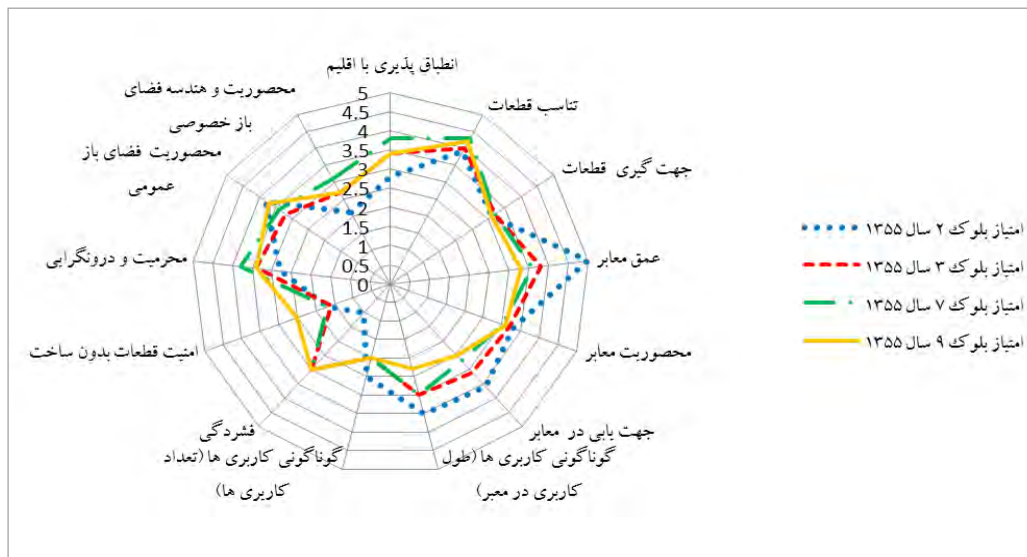 انطباق پذیری با اقلیم
تناسب قطعات
جهت گیری قطعات
عمق معابر
محصوریت معابر
جهت یابی در معابر
گوناگونی کاربری ها (طول
کاربری در معبر)
گوناگونی کاربری ها (تعداد
کاربری ها)
فشردگی
امنیت قطعات بدون ساخت
محرمیت و درونگرایی
محصوریت فضای باز
عمومی
محصوریت و هندسه فضای
باز خصوصی
5
4.5
4
3.5
3
2.5
2
1.5
1
0.5
0
امتیاز بلوک ۲ سال ۱۳۵۵
امتیاز بلوک ۳ سال ۱۳۵۵
امتیاز بلوک ۷ سال ۱۳۵۵
امتیاز بلوک ۹ سال ۱۳۵۵